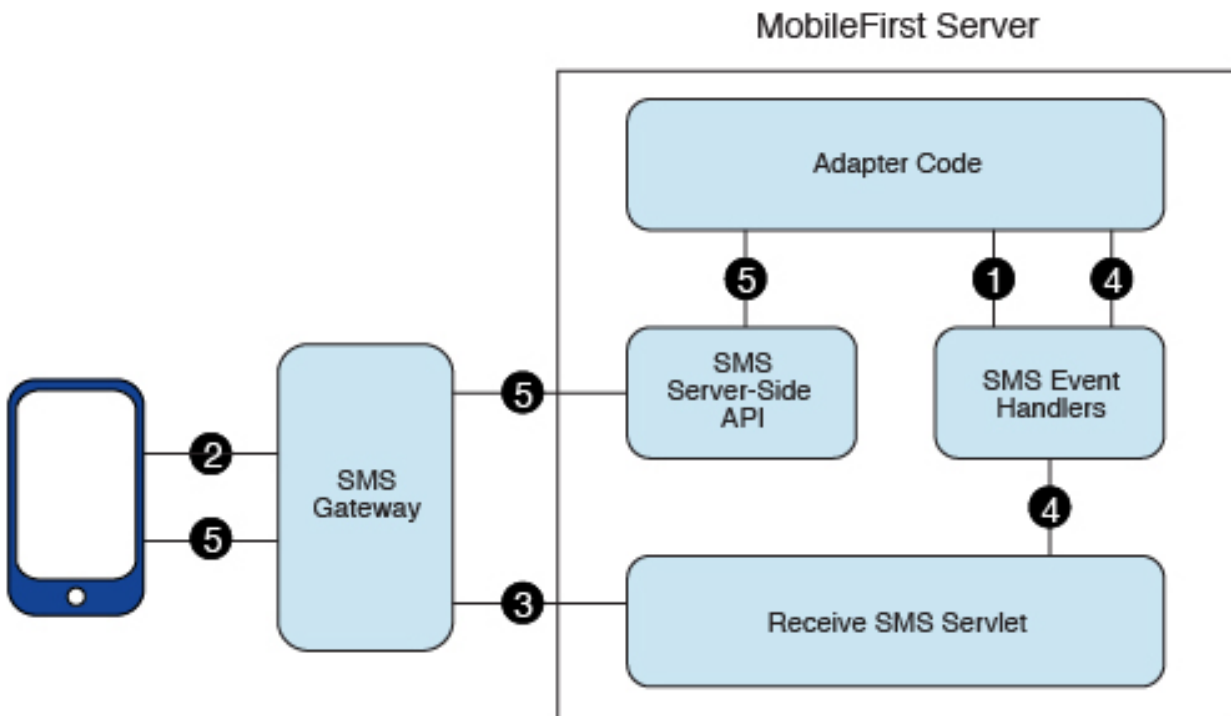 MobileFirst Server
Adapter Code
5
1
4
SMS
Server-Side
API
SMS Event
Handlers
5
2
SMS
Gateway
4
5
3
Receive SMS Servlet